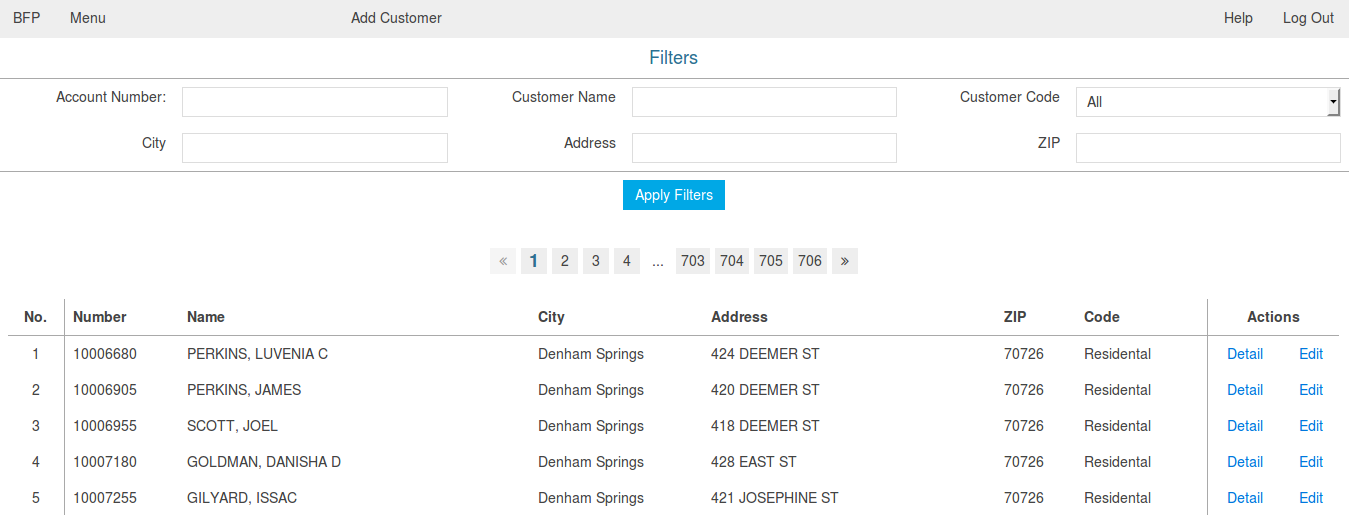 BFP Menu Add Customer Help Log Out
Filters
Account Number: Customer Name Customer Code All
City Address ZIP
Apply Filters
« 1 2 3 4 ... 703 704 705 706 »
No. Number Name City Address ZIP Code Actions
1 10006680 PERKINS, LUVENIA C Denham Springs 424 DEEMER ST 70726 Residental Detail Edit
2 10006905 PERKINS, JAMES Denham Springs 420 DEEMER ST 70726 Residental Detail Edit
3 10006955 SCOTT, JOEL Denham Springs 418 DEEMER ST 70726 Residental Detail Edit
4 10007180 GOLDMAN, DANISHA D Denham Springs 428 EAST ST 70726 Residental Detail Edit
5 10007255 GILYARD, ISSAC Denham Springs 421 JOSEPHINE ST 70726 Residental Detail Edit